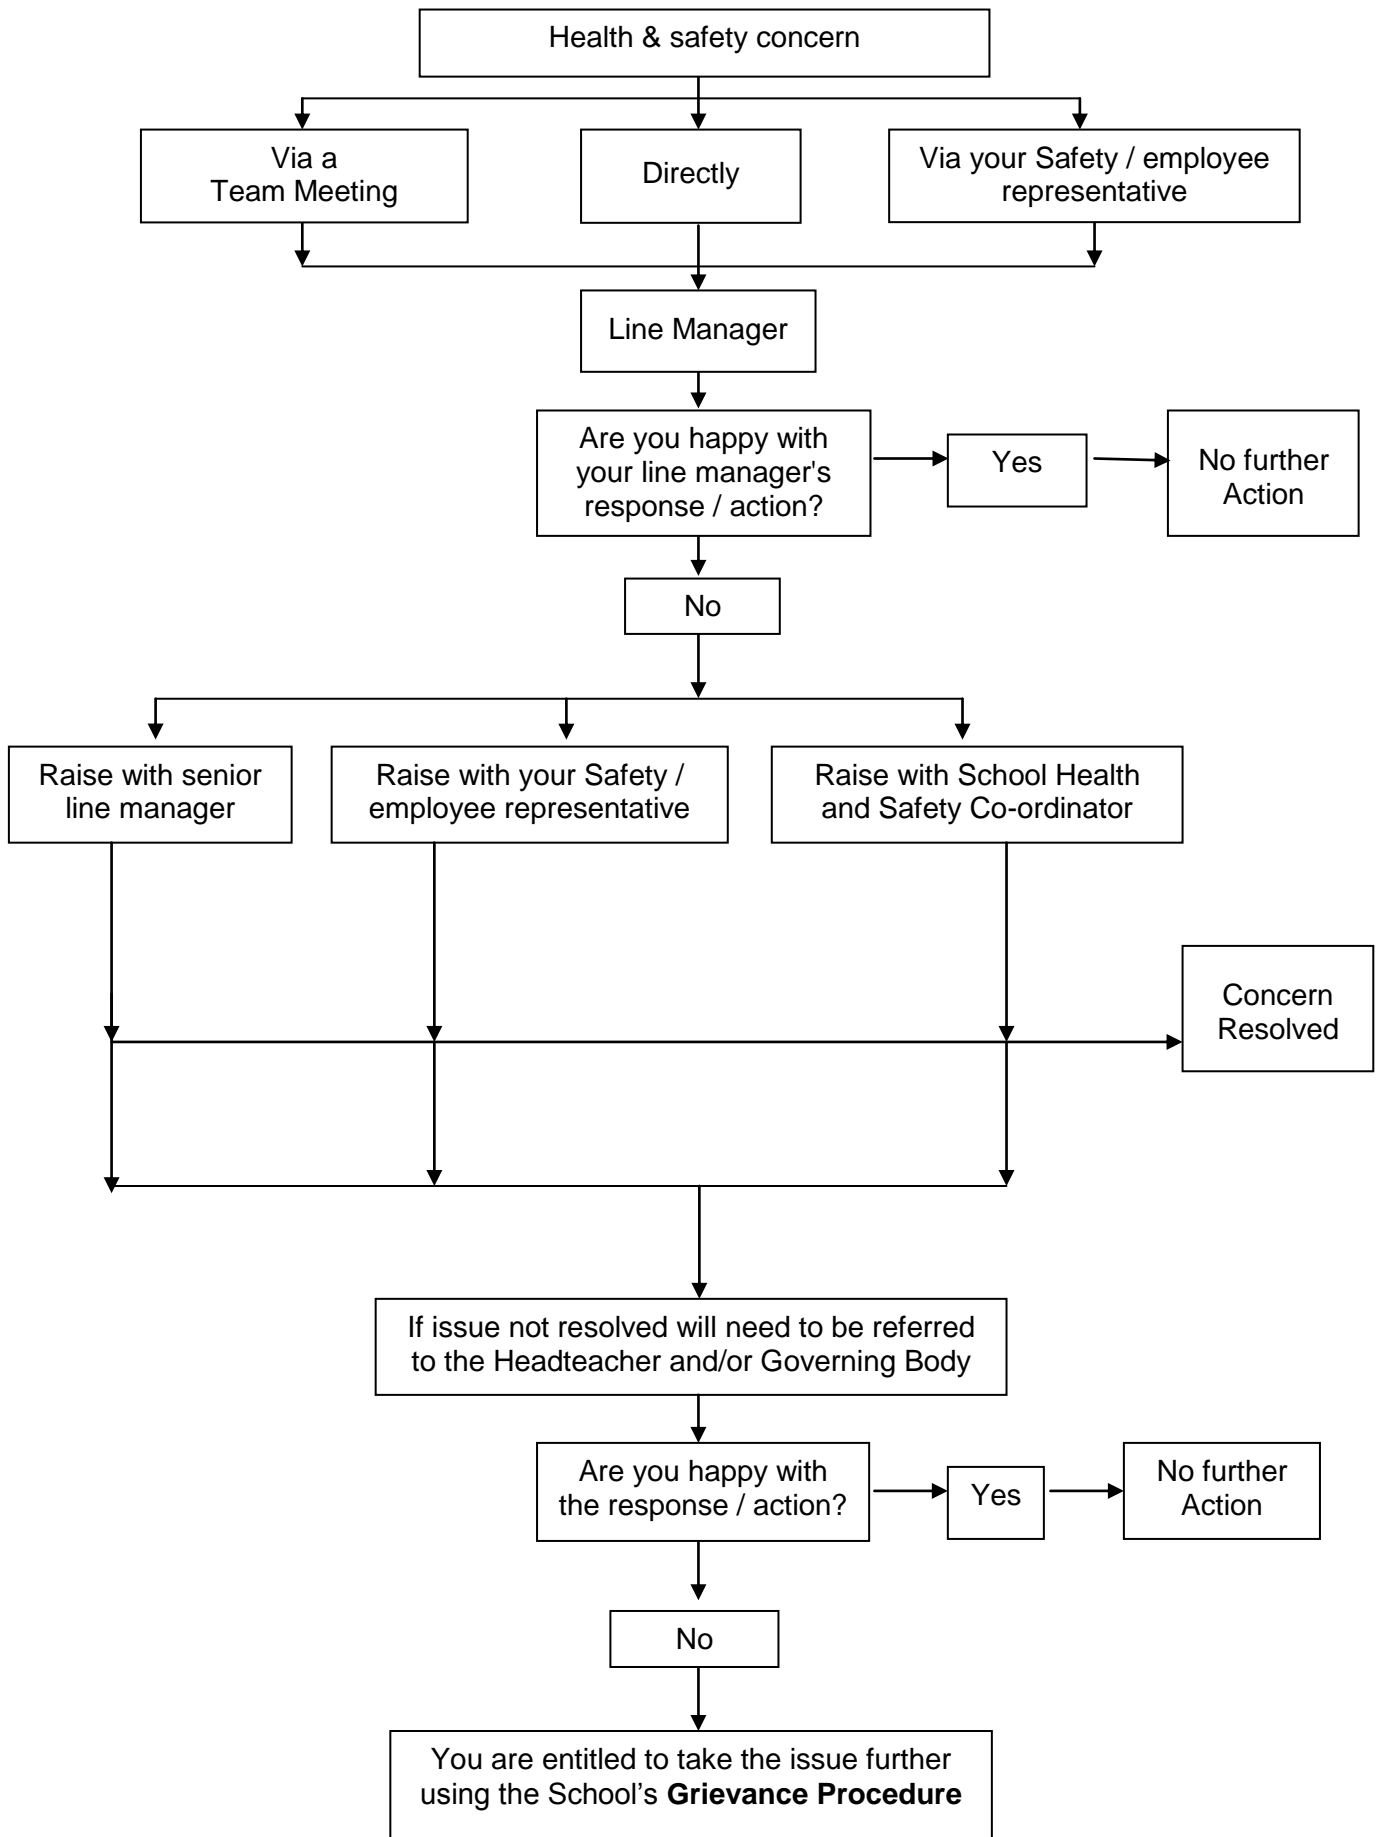 Health & safety concern
Via a
Team Meeting
Directly
Via your Safety / employee
representative
Line Manager
Are you happy with
your line manager's
response / action?
Yes
No further
Action
No
Raise with senior
line manager
Raise with your Safety /
employee representative
Raise with School Health
and Safety Co-ordinator
Concern
Resolved
If issue not resolved will need to be referred
to the Headteacher and/or Governing Body
Are you happy with
the response / action?
Yes
No further
Action
No
You are entitled to take the issue further
using the School’s Grievance Procedure